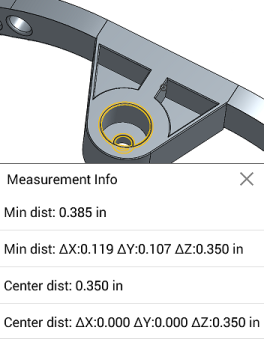 Measurement Info
Min dist: 0.385 in
Min dist: ΔX:0.119 ΔY:0.107 ΔZ:0.350 in
Center dist: 0.350 in
Center dist: ΔX:0.000 ΔY:0.000 ΔZ:0.350 in